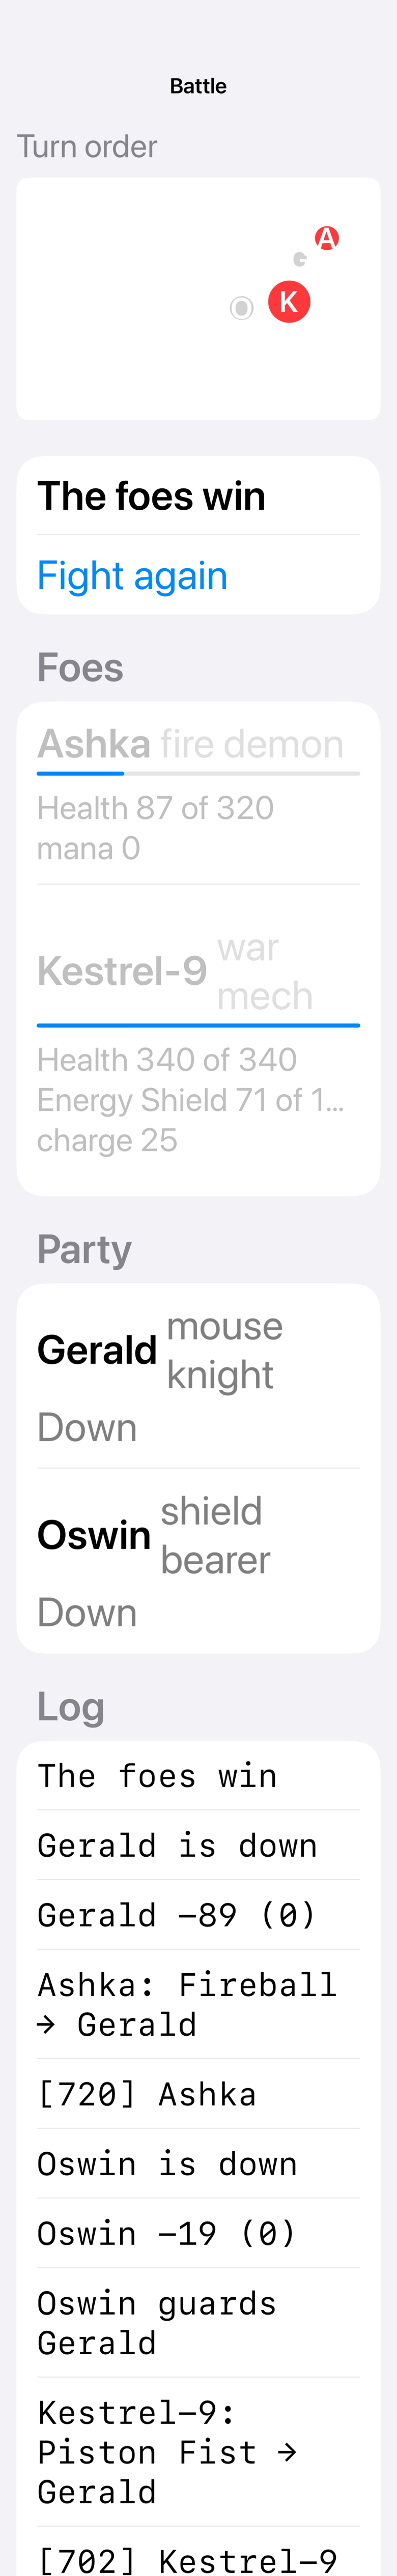 Battle
Turn order
A
G
K
O
The foes win
Fight again
Foes
Ashka fire demon
Health 87 of 320
mana 0
Kestrel-9 war
mech
Health 340 of 340
Energy Shield 71 of 1...
charge 25
Party
Gerald mouse
knight
Down
Oswin shield
bearer
Down
Log
The foes win
Gerald is down
Gerald −89 (0)
Ashka: Fireball
→ Gerald
[720] Ashka
Oswin is down
Oswin −19 (0)
Oswin guards
Gerald
Kestrel-9:
Piston Fist →
Gerald
[702] Kestrel-9